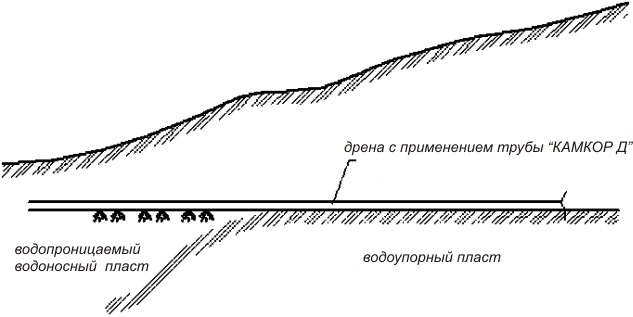 дрена с применением трубы “КАМКОР Д”
водопроницаемый
водоносный пласт
водоупорный пласт